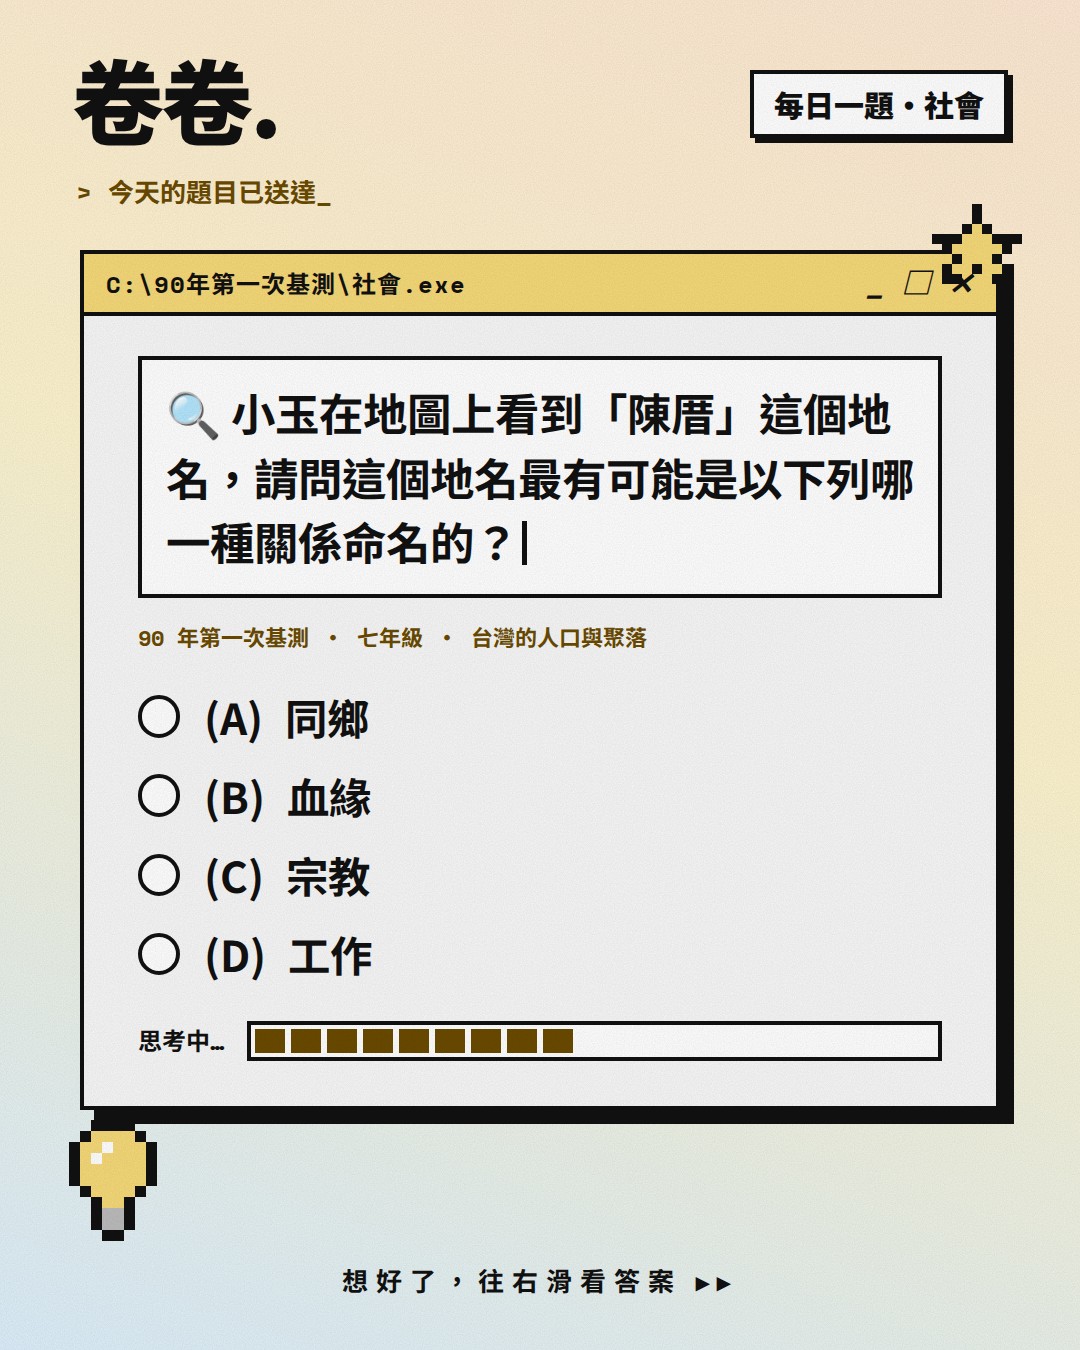 卷卷.
每日一題・社會
> 今天的題目已送達_
C:\90年第一次基測\社會.exe
小玉在地圖上看到「陳厝」這個地
名，請問這個地名最有可能是以下列哪
一種關係命名的？
90 年第一次基測 ・ 七年級 ・ 台灣的人口與聚落
(A) 同鄉
(B) 血緣
(C) 宗教
(D) 工作
思考中…
想好了，往右滑看答案 ▸▸